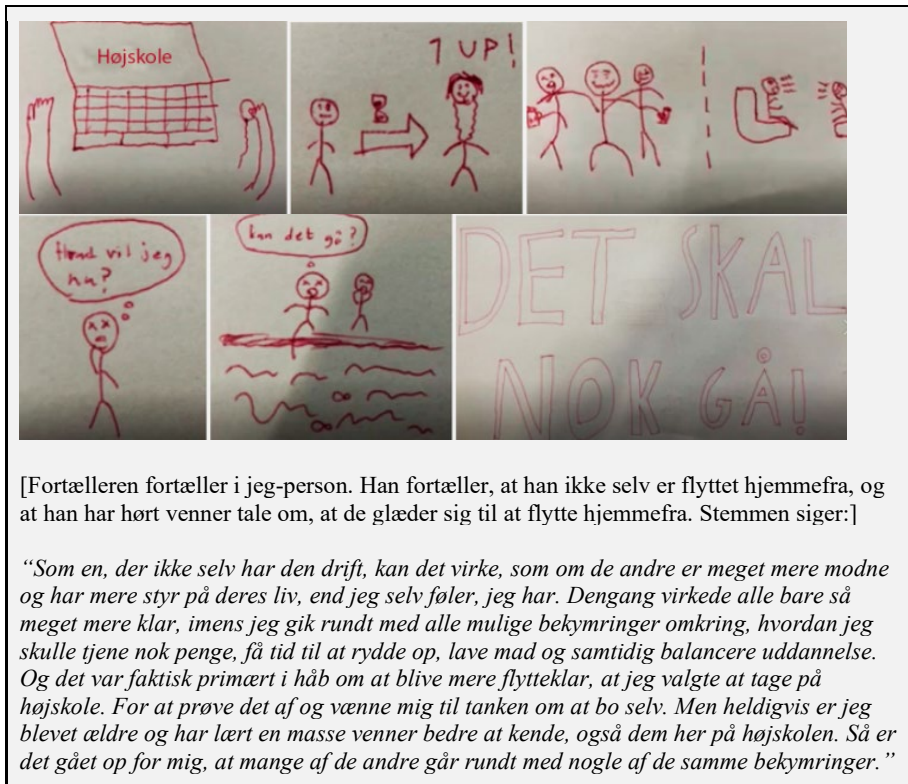 Højskole
1 UP!
Hvad vil jeg
nu?
kan det gå?
DET SKAL
NOK GÅ!
[Fortælleren fortæller i jeg-person. Han fortæller, at han ikke selv er flyttet hjemmefra, og
at han har hørt venner tale om, at de glæder sig til at flytte hjemmefra. Stemmen siger:]
“Som en, der ikke selv har den drift, kan det virke, som om de andre er meget mere modne
og har mere styr på deres liv, end jeg selv føler, jeg har. Dengang virkede alle bare så
meget mere klar, imens jeg gik rundt med alle mulige bekymringer omkring, hvordan jeg
skulle tjene nok penge, få tid til at rydde op, lave mad og samtidig balancere uddannelse.
Og det var faktisk primært i håb om at blive mere flytteklar, at jeg valgte at tage på
højskole. For at prøve det af og vænne mig til tanken om at bo selv. Men heldigvis er jeg
blevet ældre og har lært en masse venner bedre at kende, også dem her på højskolen. Så er
det gået op for mig, at mange af de andre går rundt med nogle af de samme bekymringer.”